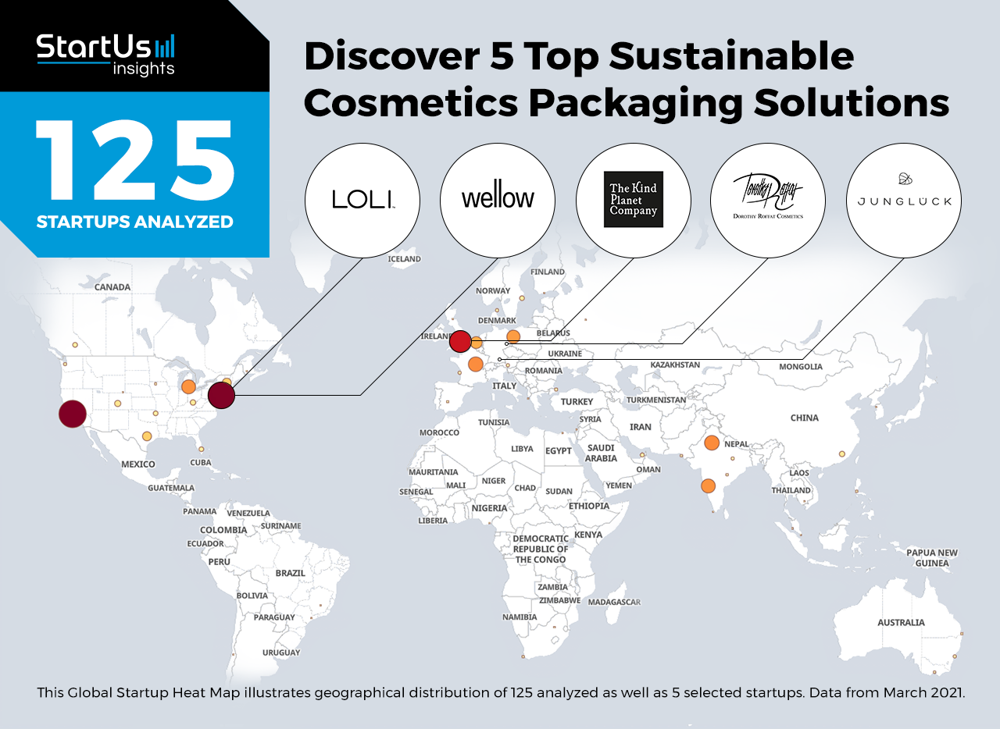 StartUs
insights
125
STARTUPS ANALYZED
Discover 5 Top Sustainable
Cosmetics Packaging Solutions
LOLI™
wellow
The Kind
Planet
Company
DOROTHY ROFFAT COSMETICS
JUNGLÜCK
ICELAND
FINLAND
CANADA
NORWAY
DENMARK
IRELAND
BELARUS
UKRAINE
KAZAKHSTAN
MONGOLIA
ROMANIA
ITALY
TURKEY
TURKMENISTAN
CHINA
SYRIA
TUNISIA
IRAN
MOROCCO
NEPAL
LIBYA
EGYPT
SAUDI
ARABIA
MEXICO
CUBA
OMAN
MAURITANIA
LAOS
NIGER
MALI
YEMEN
GUATEMALA
CHAD
SENEGAL
SUDAN
THAILAND
NIGERIA
ETHIOPIA
PANAMA
VENEZUELA
LIBERIA
SURINAME
COLOMBIA
KENYA
ECUADOR
DEMOCRATIC
REPUBLIC OF
THE CONGO
PERU
PAPUA NEW
GUINEA
BRAZIL
ZAMBIA
BOLIVIA
ZIMBABWE
MADAGASCAR
PARAGUAY
NAMIBIA
AUSTRALIA
URUGUAY
This Global Startup Heat Map illustrates geographical distribution of 125 analyzed as well as 5 selected startups. Data from March 2021.